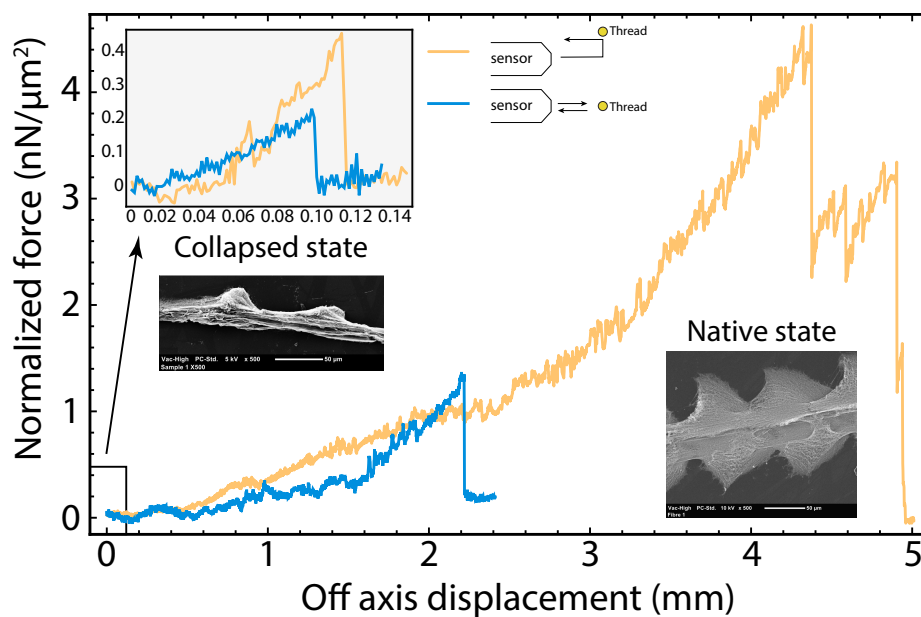 Normalized force (nN/μm²)
4
3
2
1
0
0.4
0.3
0.2
0.1
0
0 0.02 0.04 0.06 0.08 0.10 0.12 0.14
Collapsed state
sensor
Thread
sensor
Thread
Vac-High PC-Std. 5 kV x 500 50 μm
Sample 1 X500
Native state
Vac-High PC-Std. 10 kV x 500 50 μm
Fibre 1
0 1 2 3 4 5
Off axis displacement (mm)